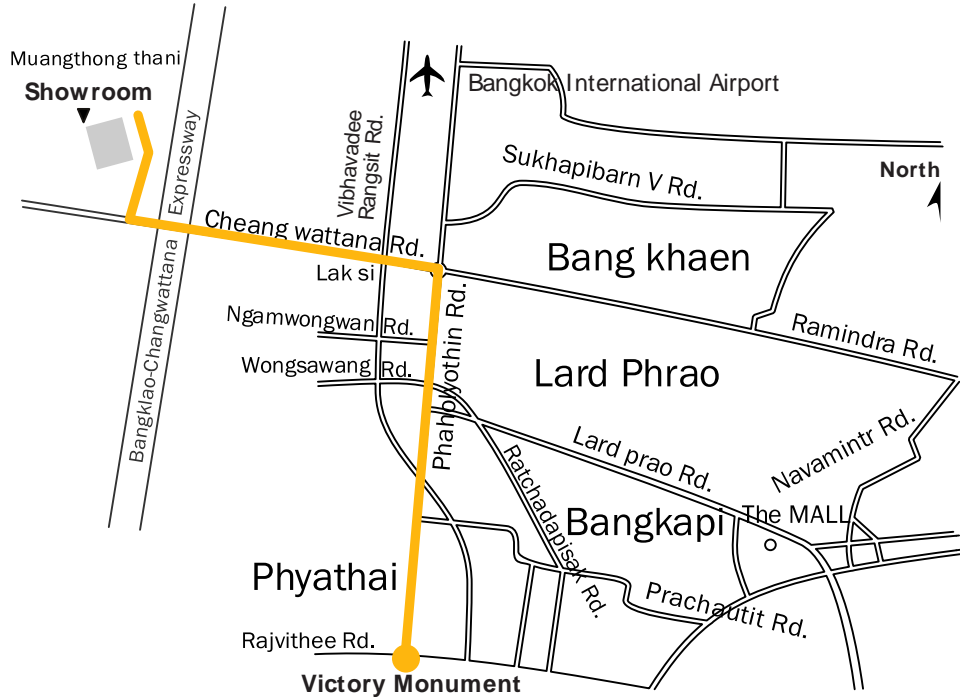 Muangthong thani
Showroom
Bangkok International Airport
Vibhavadee
Rangsit Rd.
Expressway
Sukhapibarn V Rd.
North
Cheang wattana Rd.
Bang khaen
Lak si
Ngamwongwan Rd.
Ramindra Rd.
Phaholyothin Rd.
Wongsawang Rd.
Lard Phrao
Bangklao-Changwattana
Navamintr Rd.
Lard prao Rd.
Ratchadapisak Rd.
Bangkapi
The MALL
Phyathai
Prachautit Rd.
Rajvithee Rd.
Victory Monument